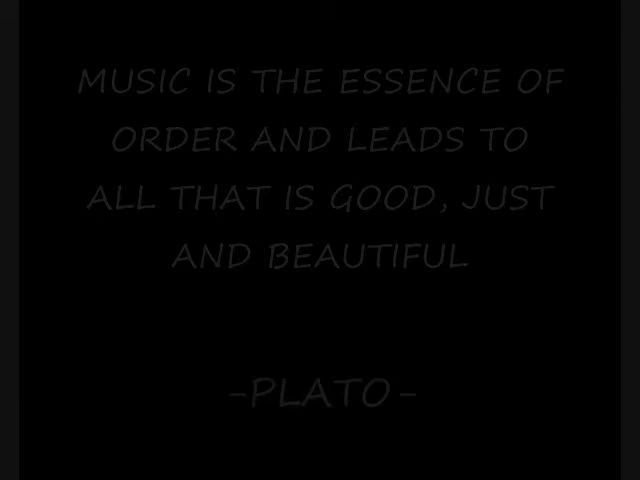 MUSIC IS THE ESSENCE OF
ORDER AND LEADS TO
ALL THAT IS GOOD, JUST
AND BEAUTIFUL
-PLATO-